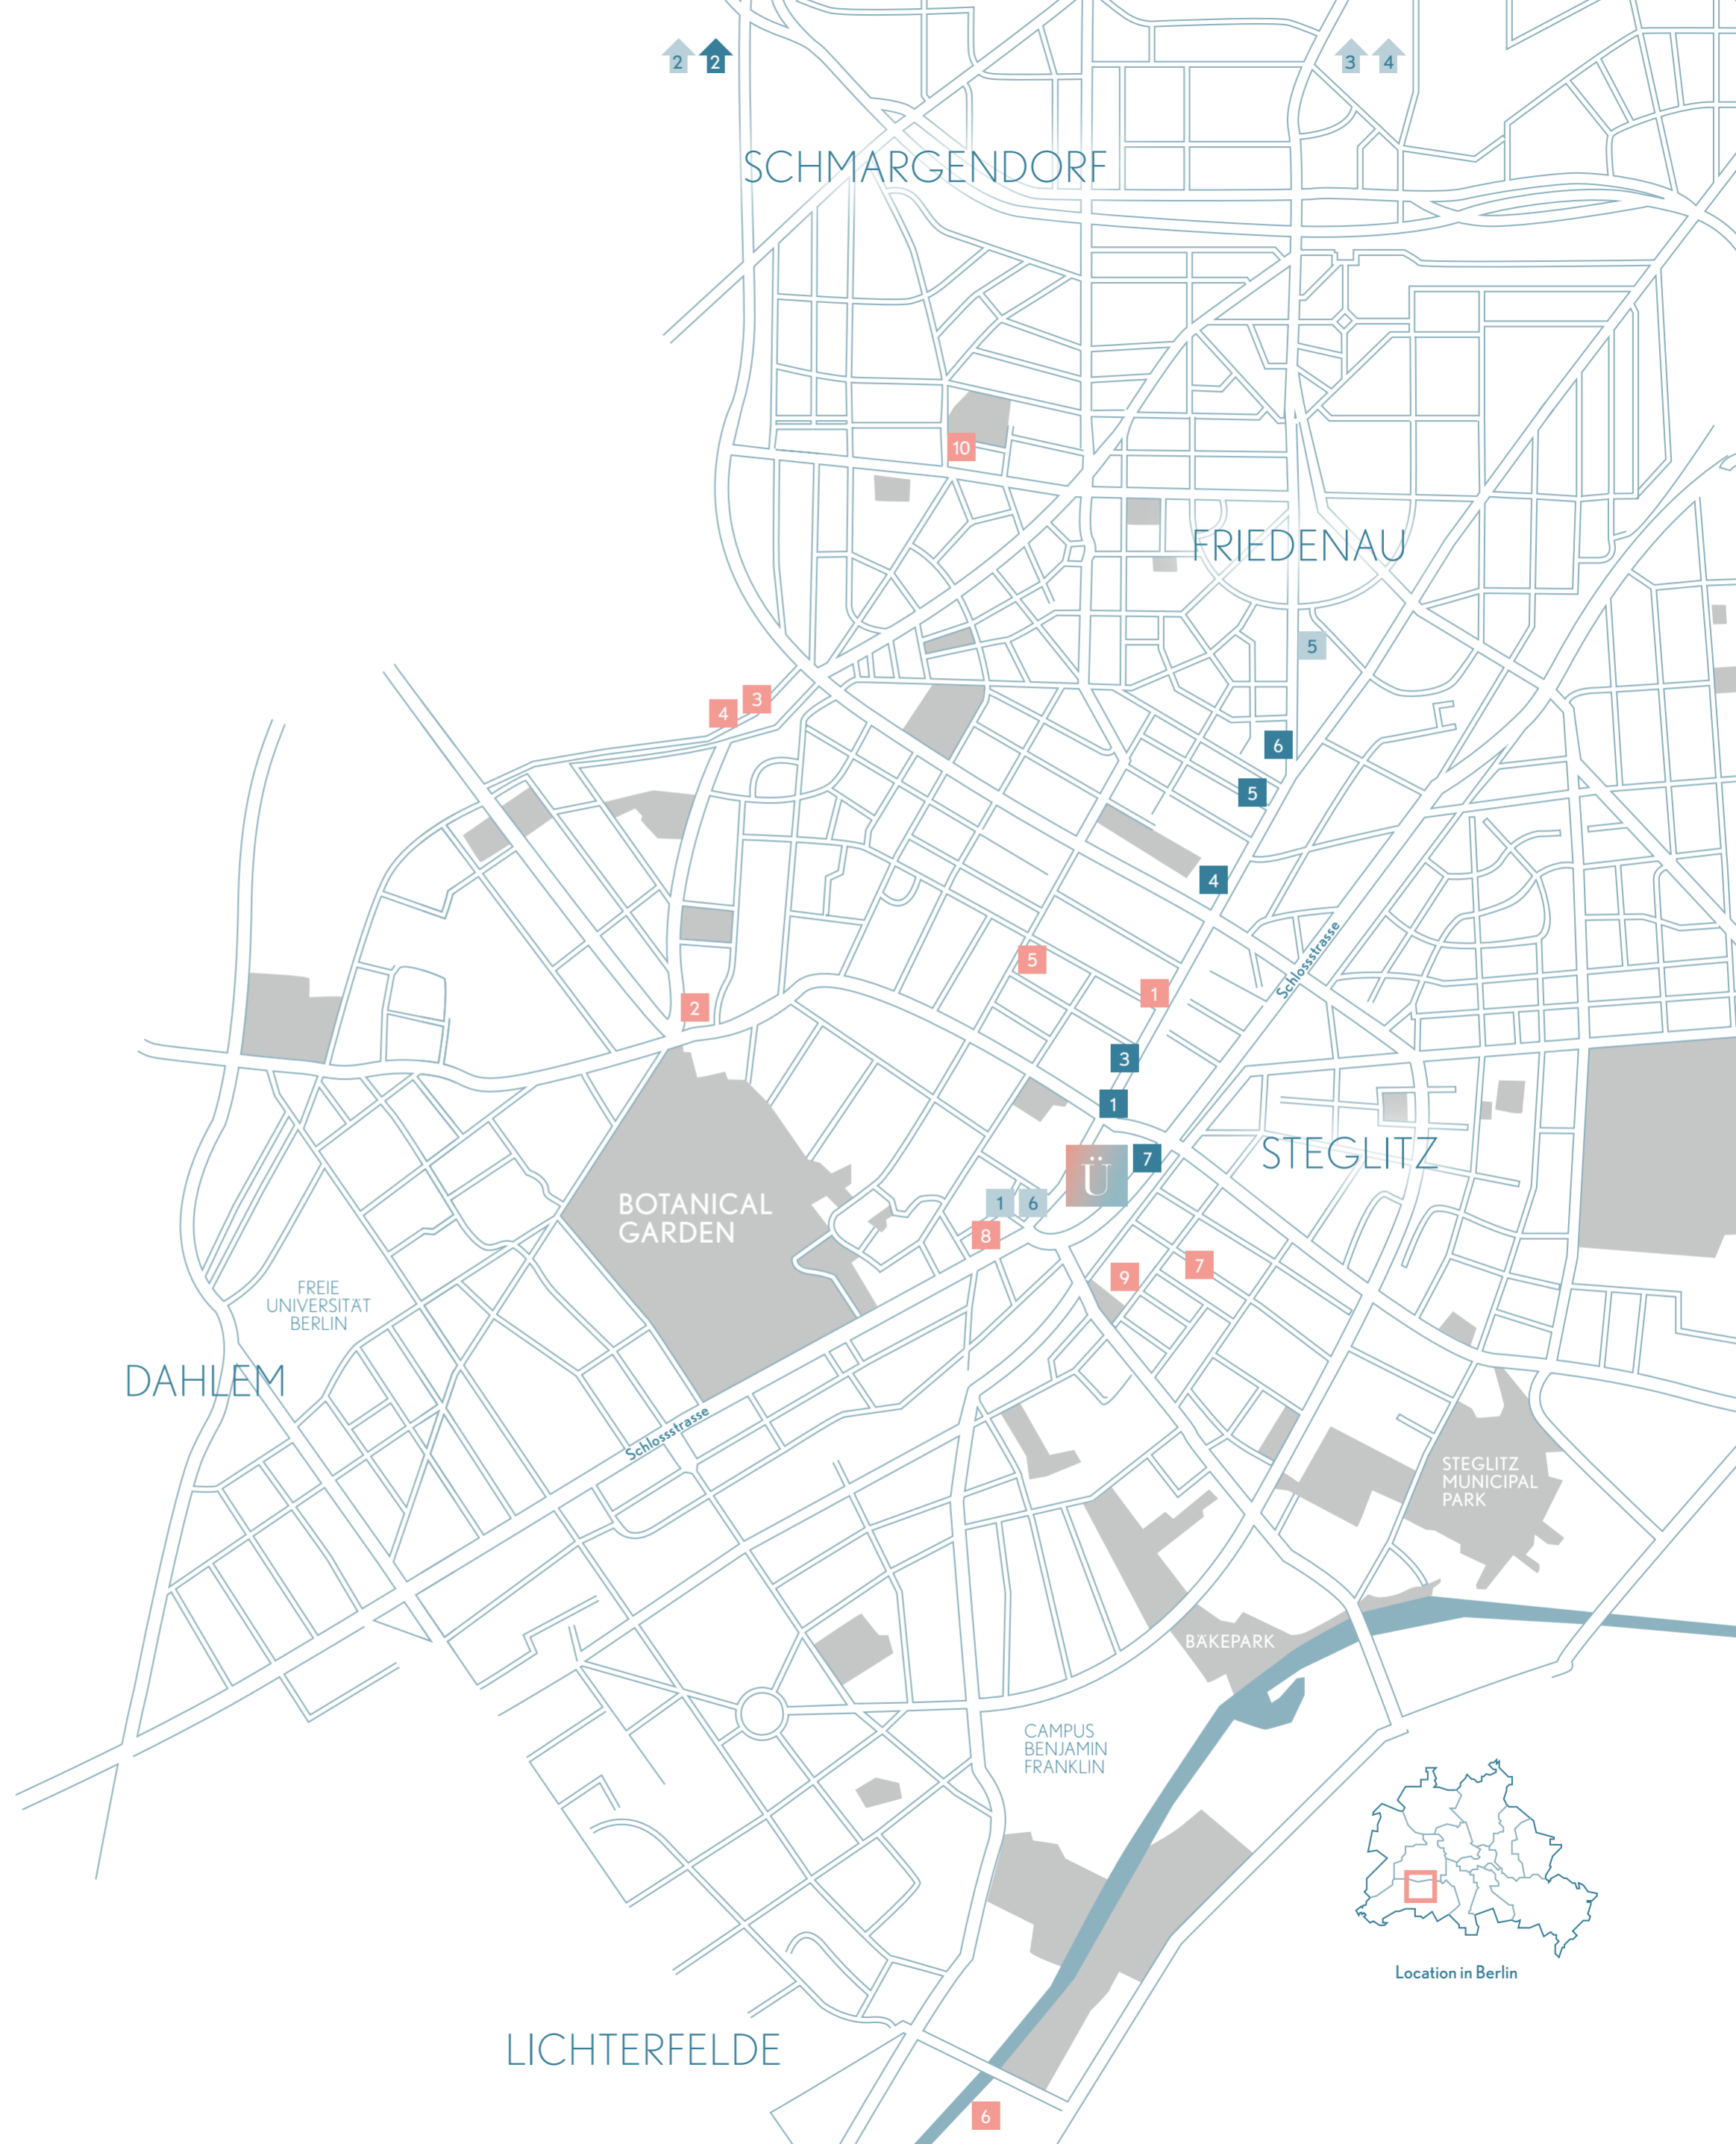 2 2
3 4
SCHMARGENDORF
10
FRIEDENAU
5
4 3
6
5
4
Schlossstrasse
5
1
2
3
1
7
STEGLITZ
Ü
BOTANICAL
GARDEN
1 6
8
7
9
FREIE
UNIVERSITÄT
BERLIN
DAHLEM
Schlossstrasse
STEGLITZ
MUNICIPAL
PARK
BÄKEPARK
CAMPUS
BENJAMIN
FRANKLIN
Location in Berlin
LICHTERFELDE
6